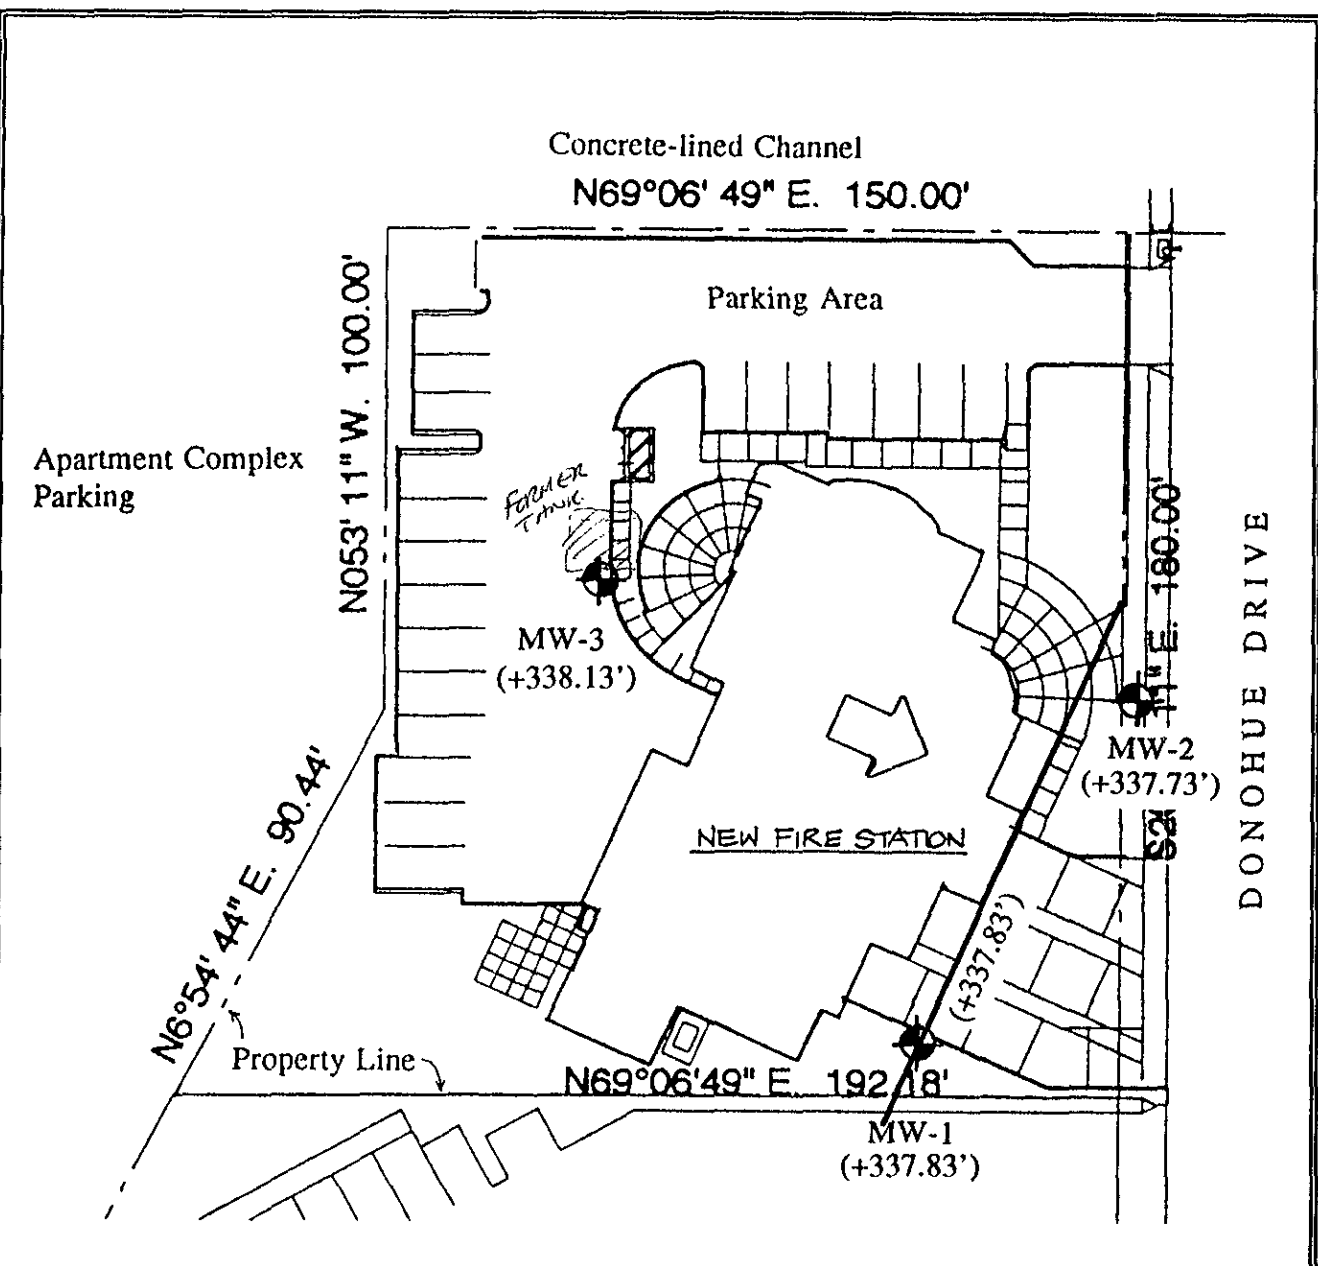 Concrete-lined Channel
N69°06' 49" E. 150.00'
Parking Area
N053' 11" W. 100.00'
Apartment Complex
Parking
FORMER
TANK
MW-3
(+338.13')
11" E. 180.00'
DONOHUE DRIVE
MW-2
(+337.73')
NEW FIRE STATION
N6°54' 44" E. 90.44'
(+337.83')
Property Line
N69°06'49" E. 192.18'
MW-1
(+337.83')